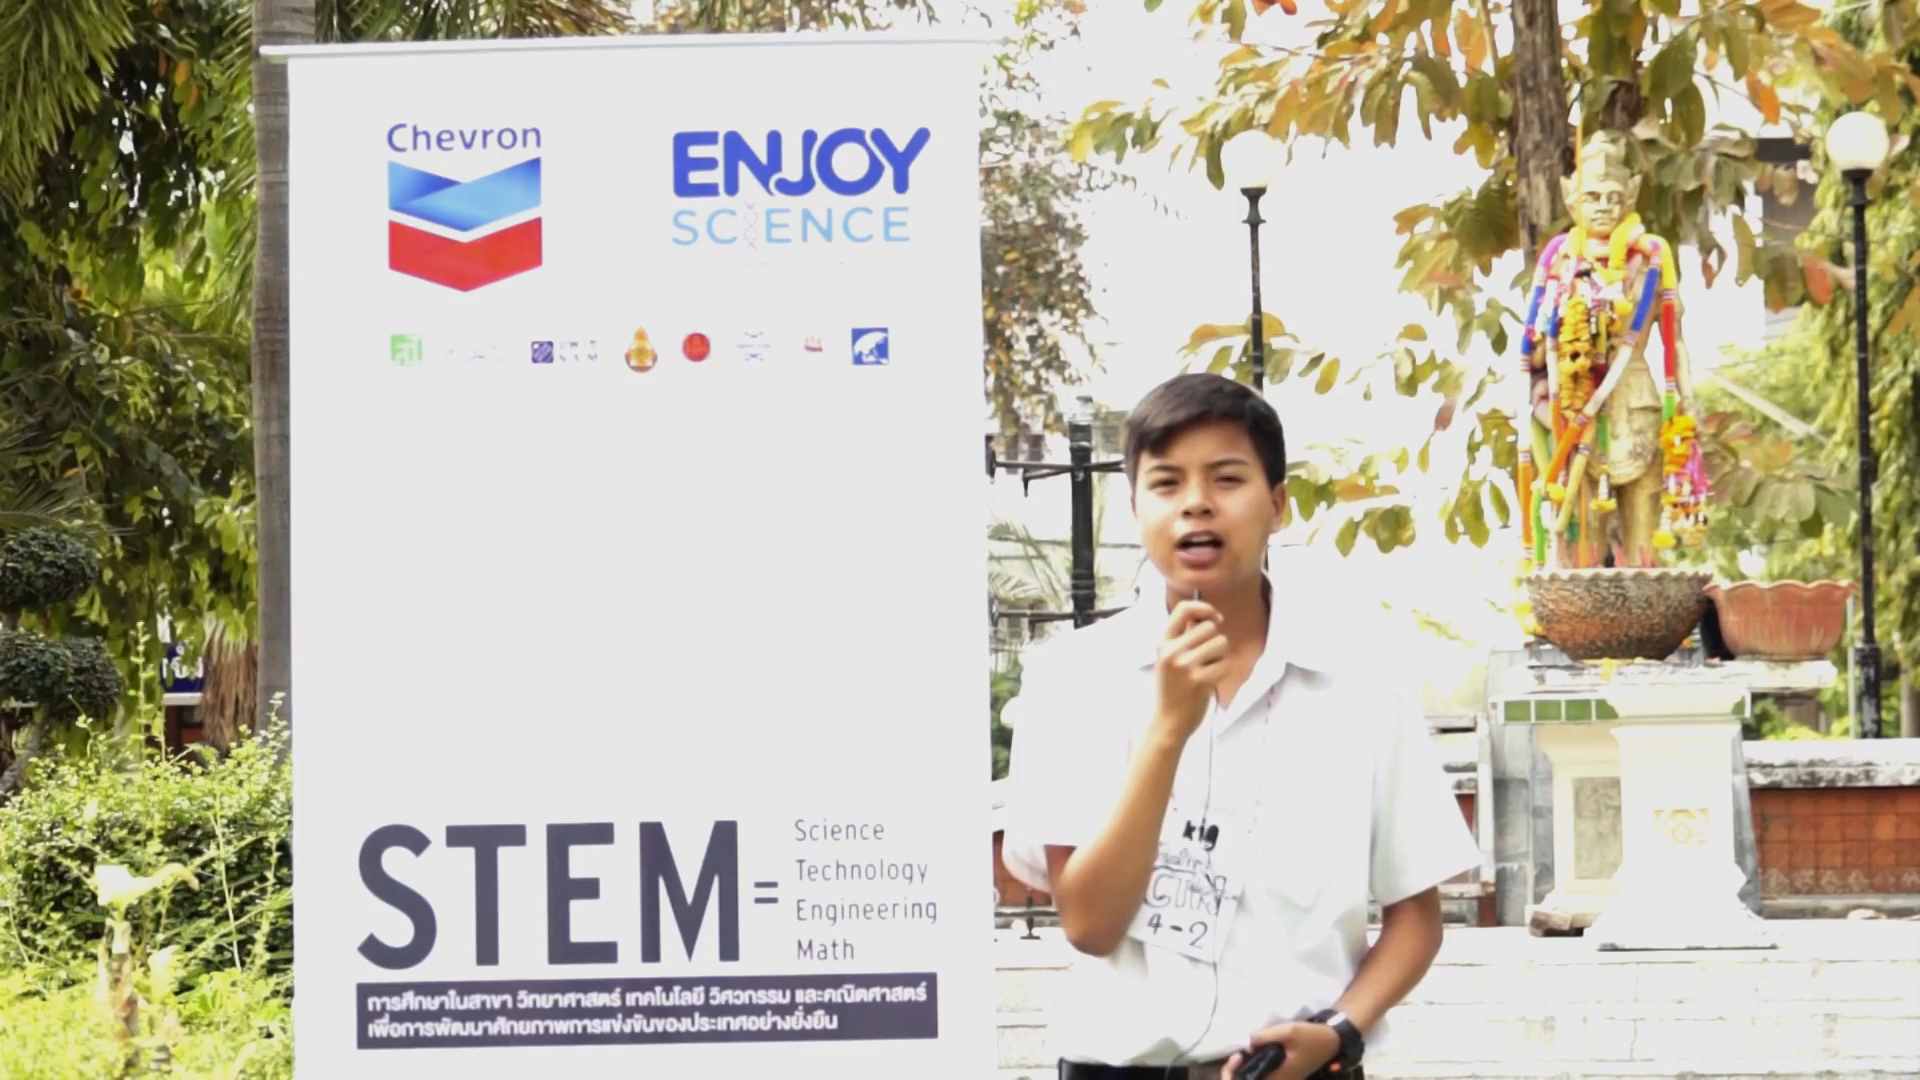 Chevron
ENJOY
SCIENCE
STEM =
Science
Technology
Engineering
Math
การศึกษาในสาขา วิทยาศาสตร์ เทคโนโลยี วิศวกรรม และคณิตศาสตร์
เพื่อการพัฒนาศักยภาพการแข่งขันของประเทศอย่างยั่งยืน
4-2